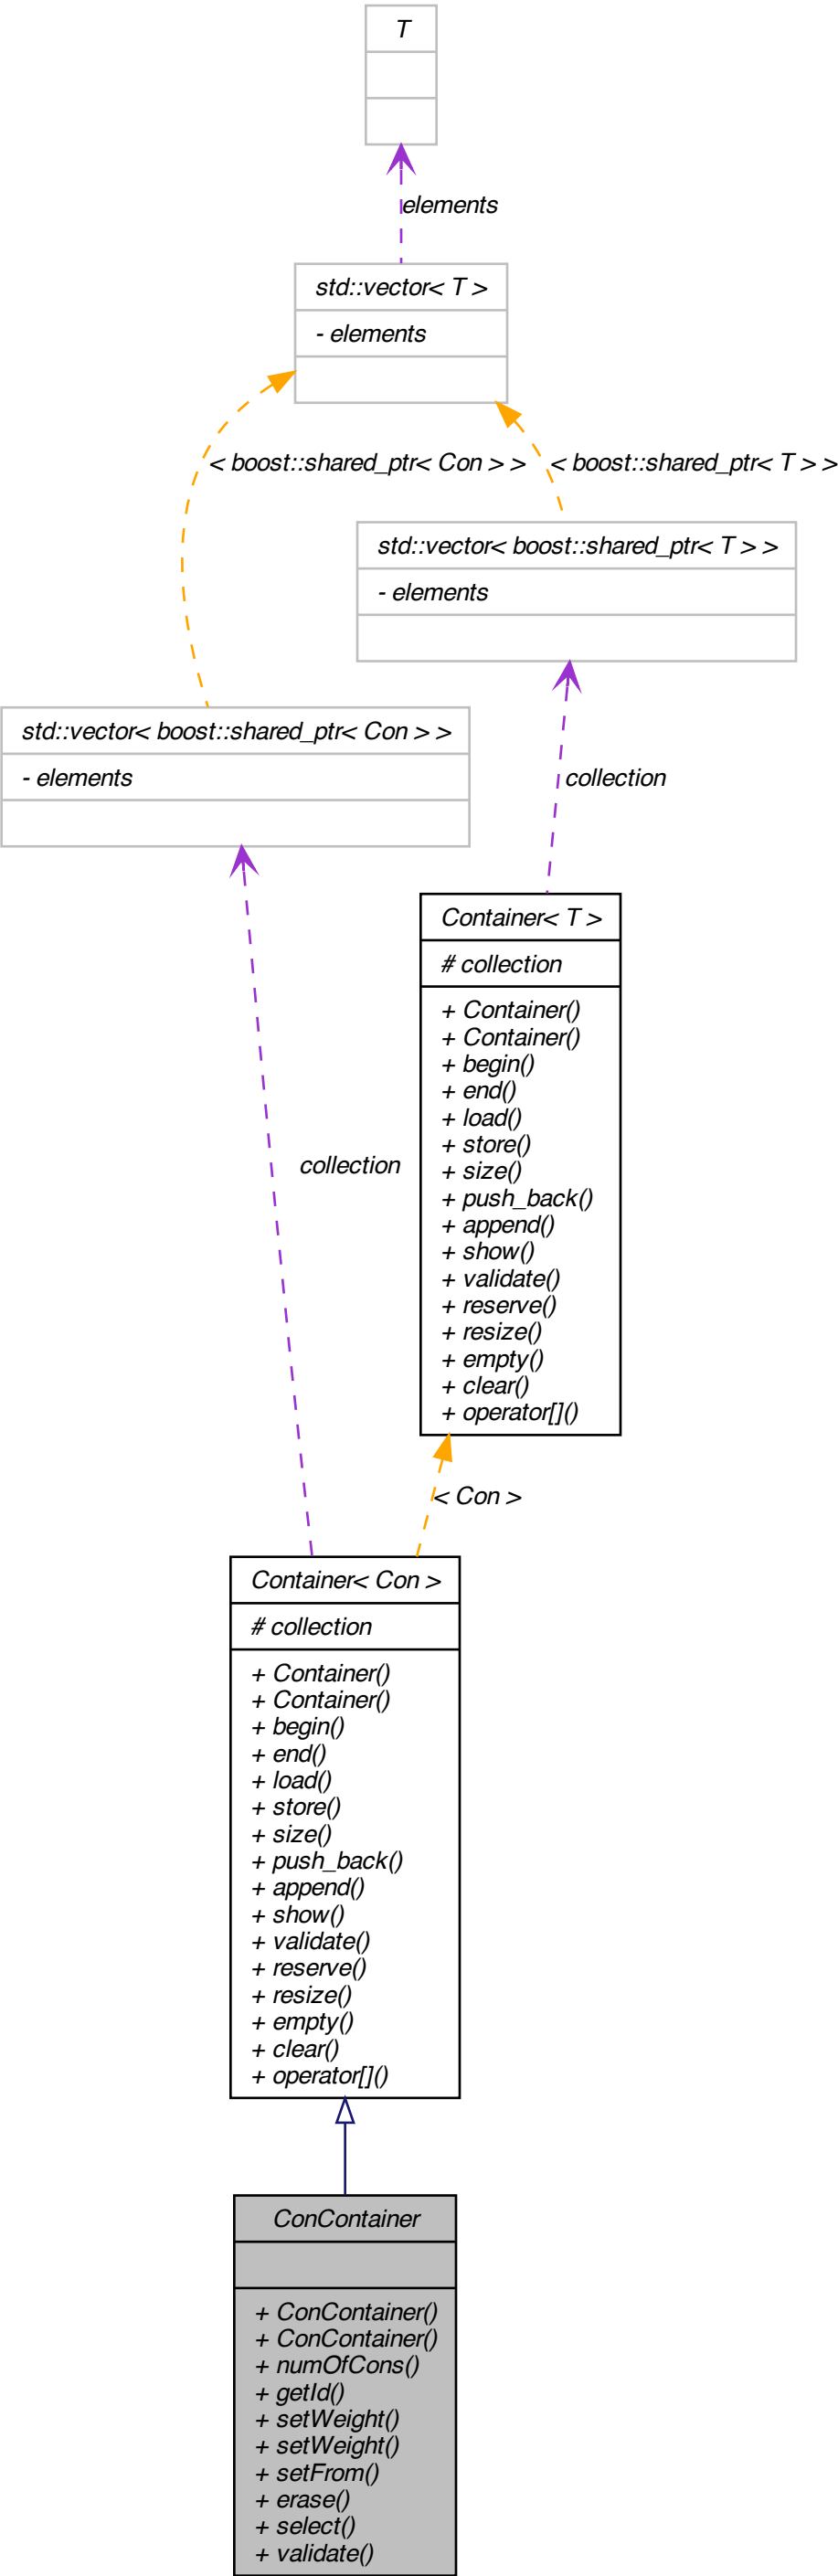 T
elements
std::vector< T >
- elements
< boost::shared_ptr< Con > >
< boost::shared_ptr< T > >
std::vector< boost::shared_ptr< T > >
- elements
std::vector< boost::shared_ptr< Con > >
- elements
collection
Container< T >
# collection
+ Container()
+ Container()
+ begin()
+ end()
+ load()
+ store()
+ size()
+ push_back()
+ append()
+ show()
+ validate()
+ reserve()
+ resize()
+ empty()
+ clear()
+ operator[]()
collection
< Con >
Container< Con >
# collection
+ Container()
+ Container()
+ begin()
+ end()
+ load()
+ store()
+ size()
+ push_back()
+ append()
+ show()
+ validate()
+ reserve()
+ resize()
+ empty()
+ clear()
+ operator[]()
ConContainer
+ ConContainer()
+ ConContainer()
+ numOfCons()
+ getId()
+ setWeight()
+ setWeight()
+ setFrom()
+ erase()
+ select()
+ validate()